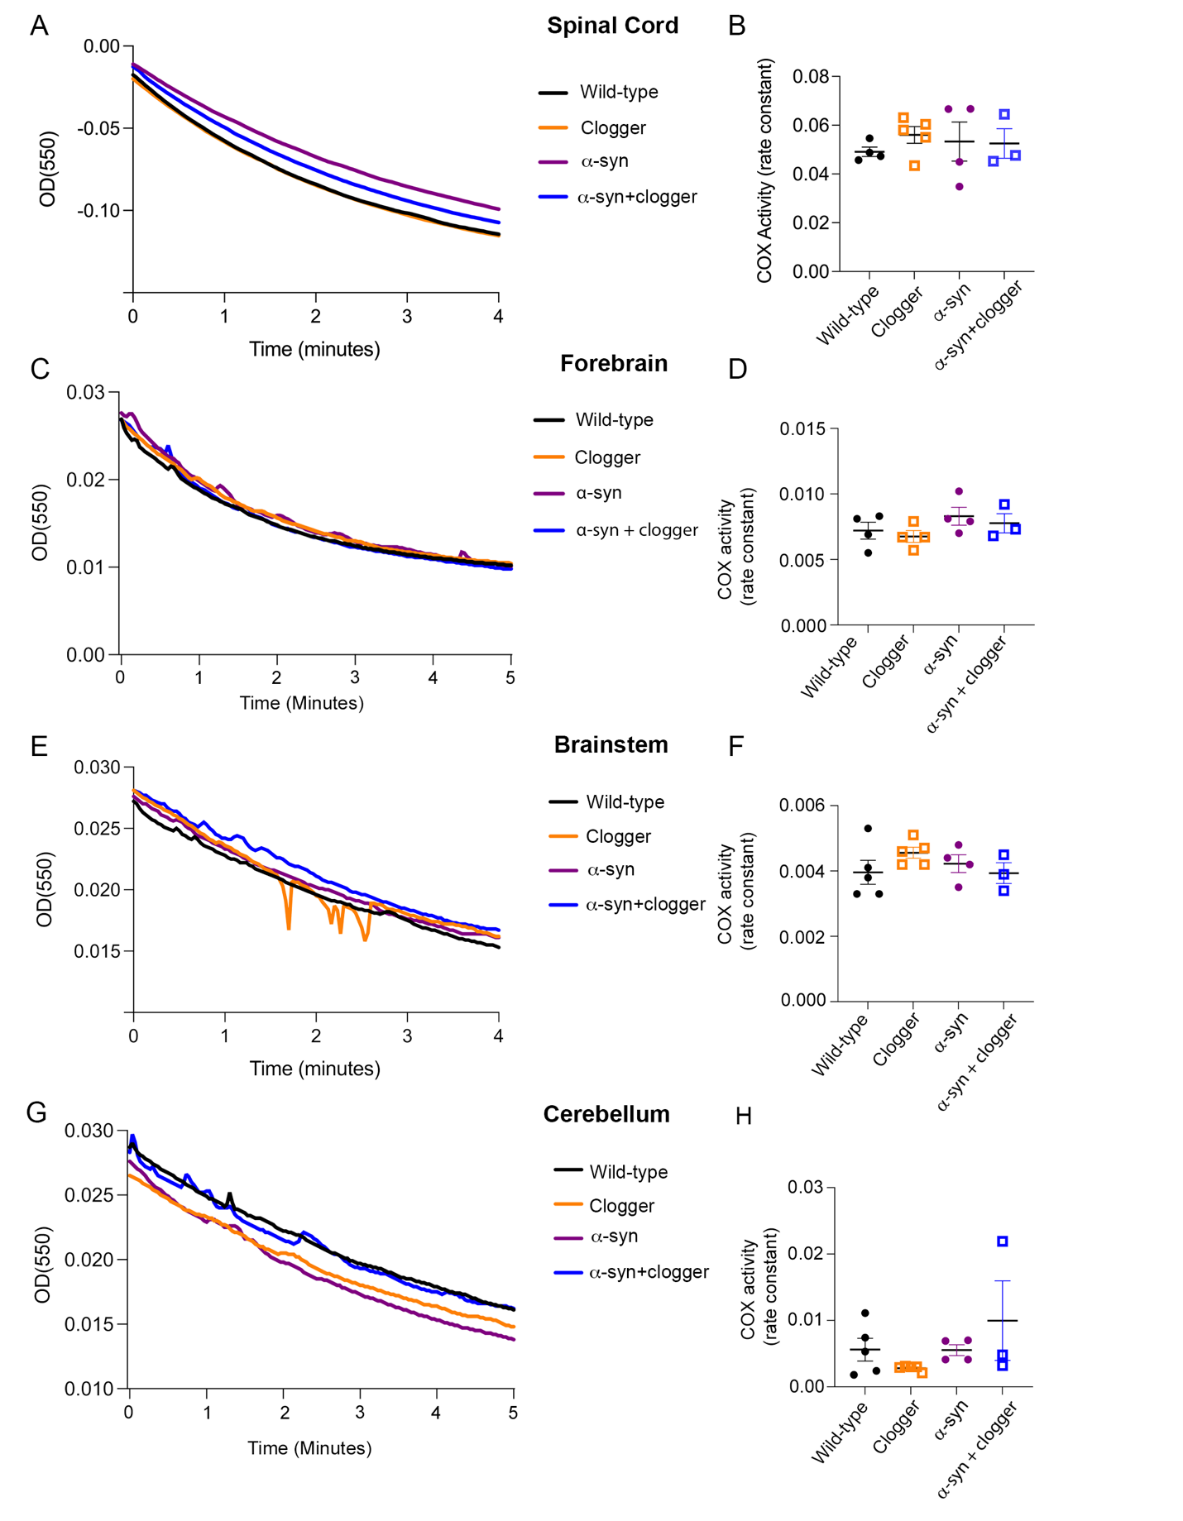 A
Spinal Cord
B
0.00
-0.05
-0.10
OD(550)
0
1
2
3
4
Time (minutes)
Wild-type
Clogger
α-syn
α-syn+clogger
0.08
0.06
0.04
0.02
0.00
COX Activity (rate constant)
Wild-type
Clogger
α-syn
α-syn+clogger
C
Forebrain
D
0.03
0.02
0.01
0.00
OD(550)
0
1
2
3
4
5
Time (Minutes)
Wild-type
Clogger
α-syn
α-syn + clogger
0.015
0.010
0.005
0.000
COX activity
(rate constant)
Wild-type
Clogger
α-syn
α-syn + clogger
E
Brainstem
F
0.030
0.025
0.020
0.015
OD(550)
0
1
2
3
4
Time (minutes)
Wild-type
Clogger
α-syn
α-syn+clogger
0.006
0.004
0.002
0.000
COX activity
(rate constant)
Wild-type
Clogger
α-syn
α-syn + clogger
G
Cerebellum
H
0.030
0.025
0.020
0.015
0.010
OD(550)
0
1
2
3
4
5
Time (Minutes)
Wild-type
Clogger
α-syn
α-syn+clogger
0.03
0.02
0.01
0.00
COX activity
(rate constant)
Wild-type
Clogger
α-syn
α-syn + clogger